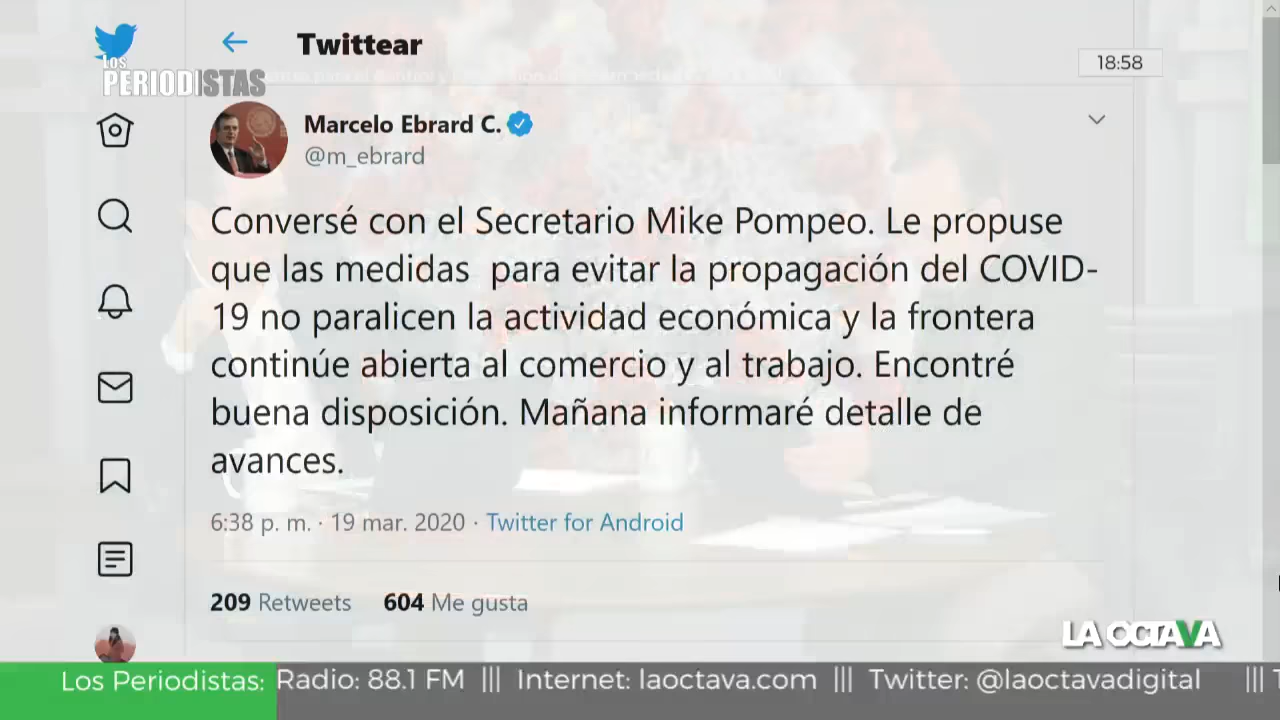 Twittear
LOS
PERIODISTAS
18:58
Marcelo Ebrard C.
@m_ebrard
Conversé con el Secretario Mike Pompeo. Le propuse
que las medidas  para evitar la propagación del COVID-
19 no paralicen la actividad económica y la frontera
continúe abierta al comercio y al trabajo. Encontré
buena disposición. Mañana informaré detalle de
avances.
6:38 p. m. · 19 mar. 2020 · Twitter for Android
209 Retweets 604 Me gusta
LA OCTAVA
Los Periodistas: Radio: 88.1 FM ||| Internet: laoctava.com ||| Twitter: @laoctavadigital ||| T